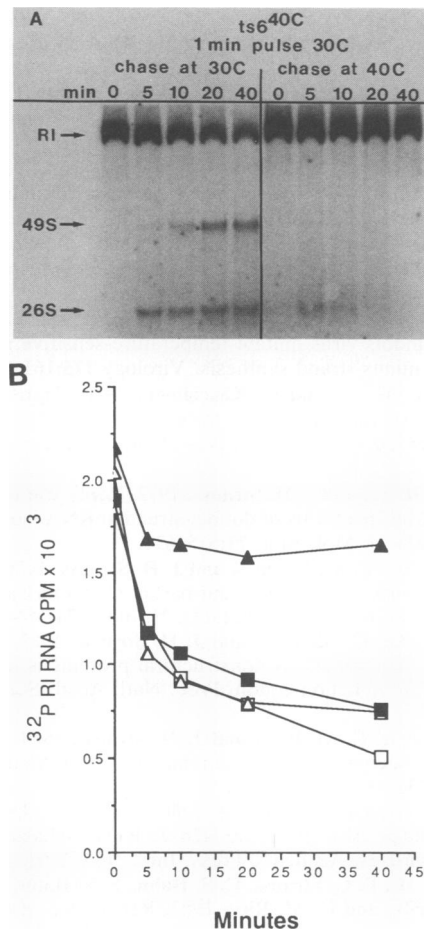 A
ts6 40C
1 min pulse 30C
chase at 30C chase at 40C
min 0 5 10 20 40 0 5 10 20 40
RI
49S
26S
B
32P RI RNA CPM x 10 3
2.5
2.0
1.5
1.0
0.5
0.0
0 5 10 15 20 25 30 35 40 45
Minutes